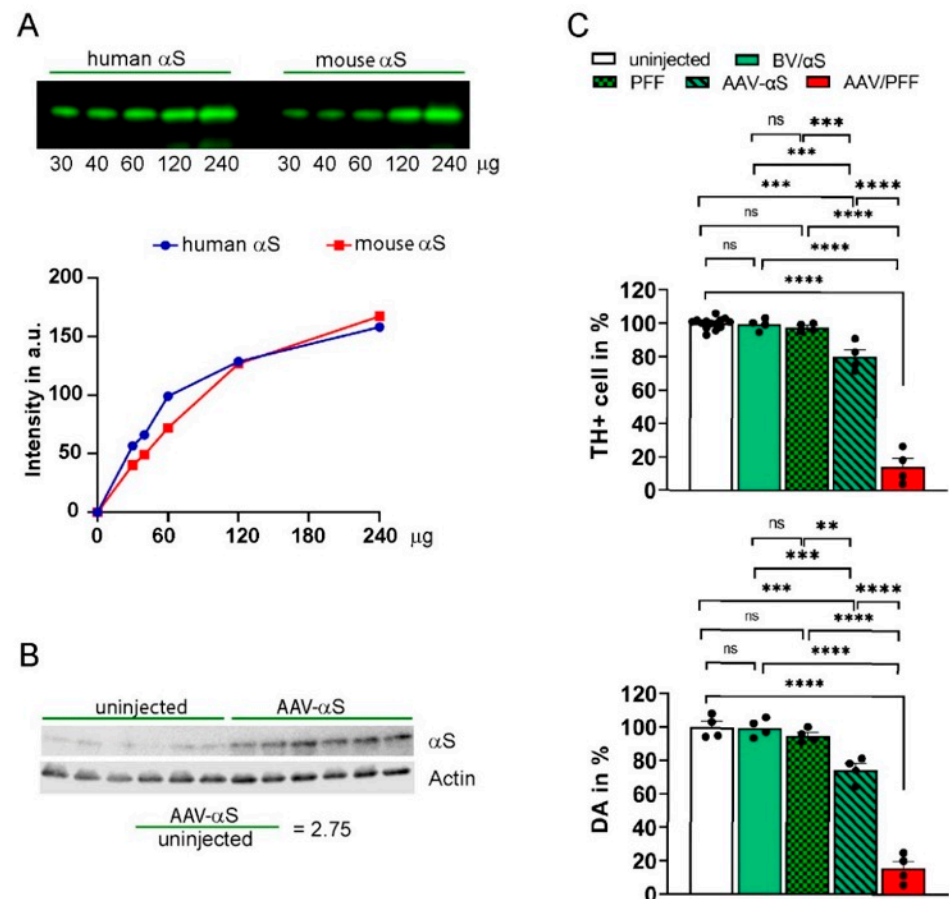 A
human αS mouse αS
30 40 60 120 240 30 40 60 120 240 μg
human αS mouse αS
200
150
100
50
0
Intensity in a.u.
0 60 120 180 240 μg
B
uninjected AAV-αS
αS
Actin
AAV-αS
uninjected
= 2.75
C
uninjected BV/αS
PFF AAV-αS AAV/PFF
ns ***
***
*** ****
ns ****
ns ****
****
120
100
80
60
40
20
0
TH+ cell in %
ns **
***
*** ****
ns ****
ns ****
****
120
100
80
60
40
20
0
DA in %